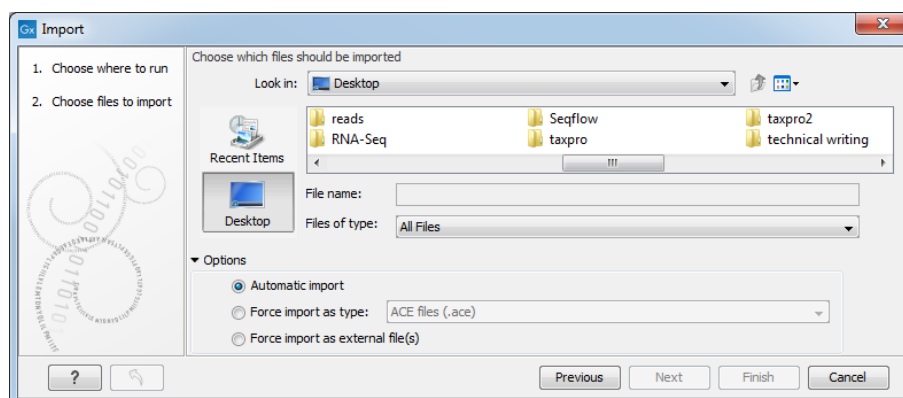 Gx Import
1. Choose where to run
2. Choose files to import
Choose which files should be imported
Look in: Desktop
Recent Items
Desktop
reads
RNA-Seq
Seqflow
taxpro
taxpro2
technical writing
File name:
Files of type: All Files
Options
Automatic import
Force import as type: ACE files (.ace)
Force import as external file(s)
?
Previous
Next
Finish
Cancel